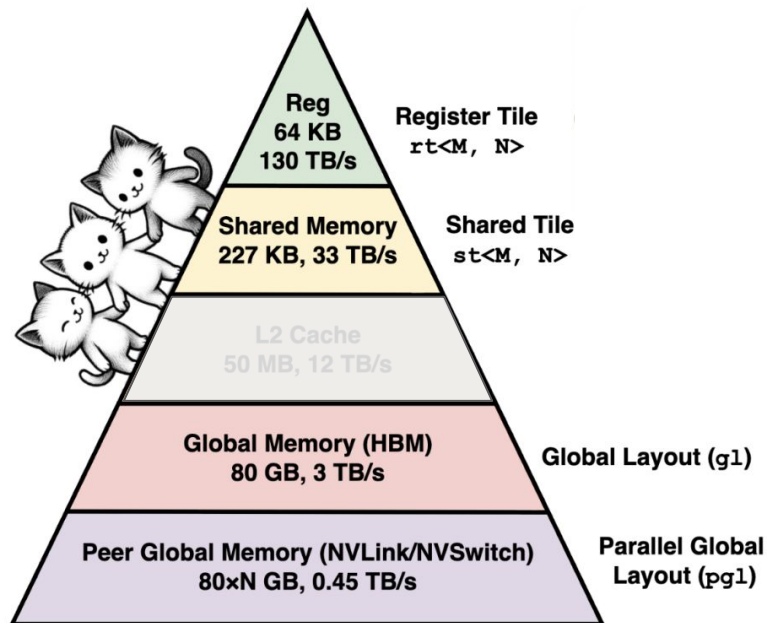 Reg
64 KB
130 TB/s
Register Tile
rt<M, N>
Shared Memory
227 KB, 33 TB/s
Shared Tile
st<M, N>
L2 Cache
50 MB, 12 TB/s
Global Memory (HBM)
80 GB, 3 TB/s
Global Layout (gl)
Peer Global Memory (NVLink/NVSwitch)
80×N GB, 0.45 TB/s
Parallel Global
Layout (pgl)